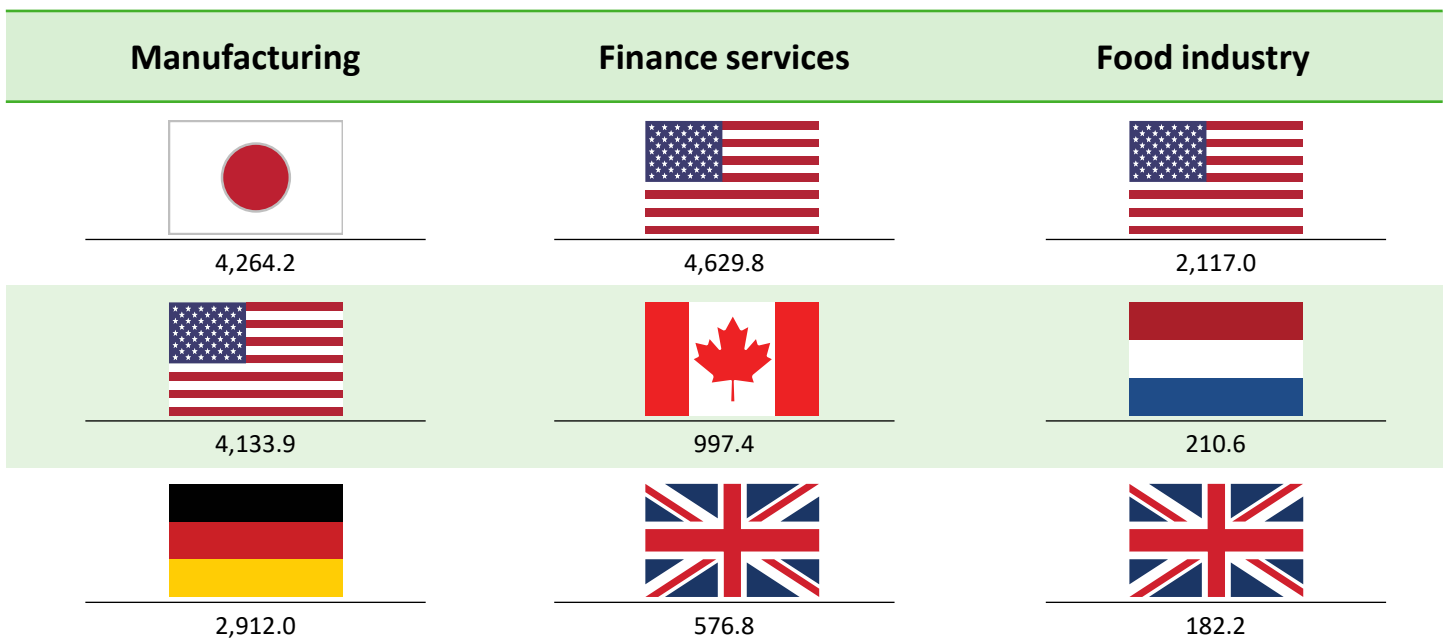 Manufacturing Finance services Food industry
4,264.2 4,629.8 2,117.0
4,133.9 997.4 210.6
2,912.0 576.8 182.2